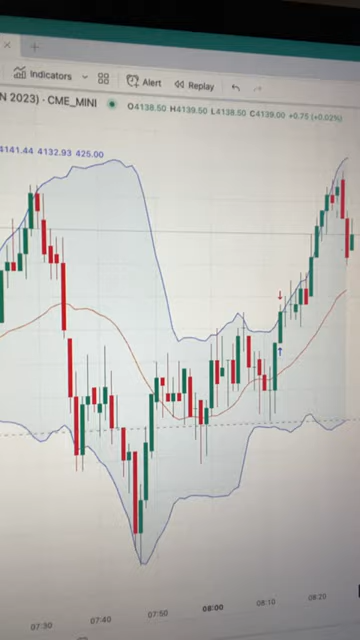 Indicators Alert Replay
N 2023) · CME_MINI O4138.50 H4139.50 L4138.50 C4139.00 +0.75 (+0.02%)
4141.44 4132.93 425.00
07:30 07:40 07:50 08:00 08:10 08:20